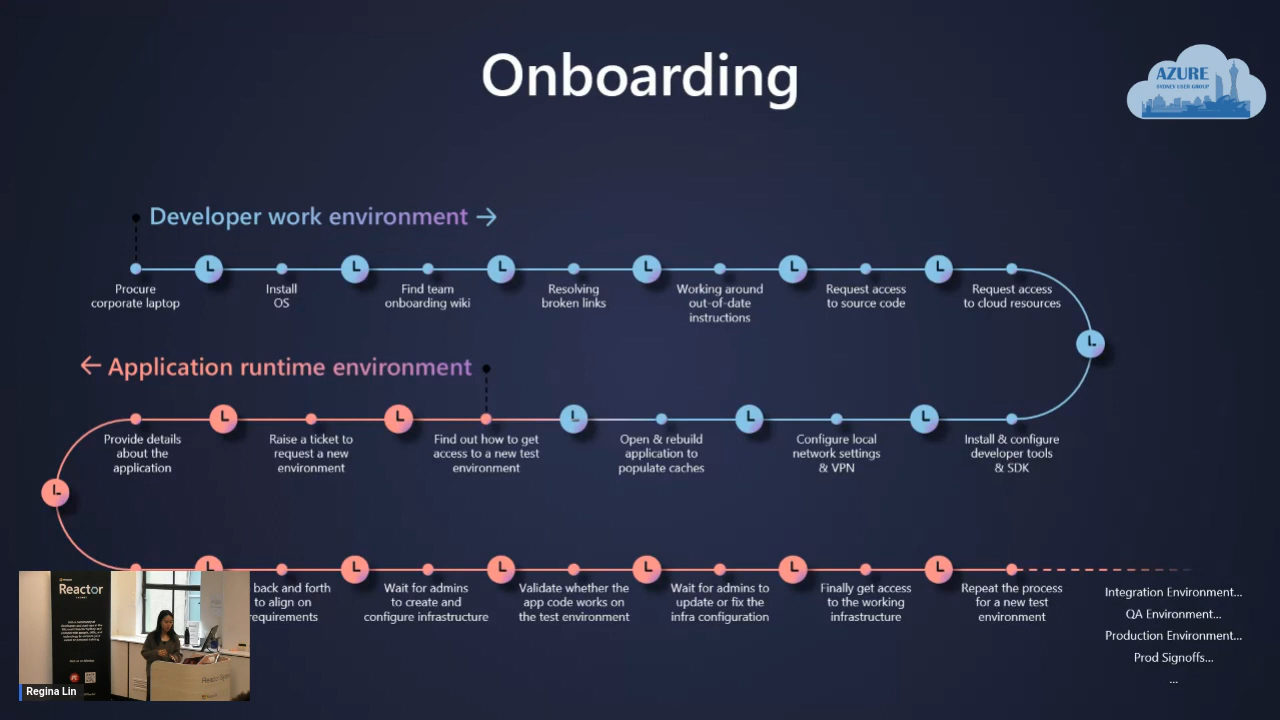 Onboarding
AZURE
SYDNEY USER GROUP
Developer work environment →
Procure
corporate laptop
Install
OS
Find team
onboarding wiki
Resolving
broken links
Working around
out-of-date
instructions
Request access
to source code
Request access
to cloud resources
← Application runtime environment
Provide details
about the
application
Raise a ticket to
request a new
environment
Find out how to get
access to a new test
environment
Open & rebuild
application to
populate caches
Configure local
network settings
& VPN
Install & configure
developer tools
& SDK
back and forth
to align on
equirements
Wait for admins
to create and
configure infrastructure
Validate whether the
app code works on
the test environment
Wait for admins to
update or fix the
infra configuration
Finally get access
to the working
infrastructure
Repeat the process
for a new test
environment
Integration Environment...
QA Environment...
Production Environment...
Prod Signoffs...
...
Reactor
Regina Lin